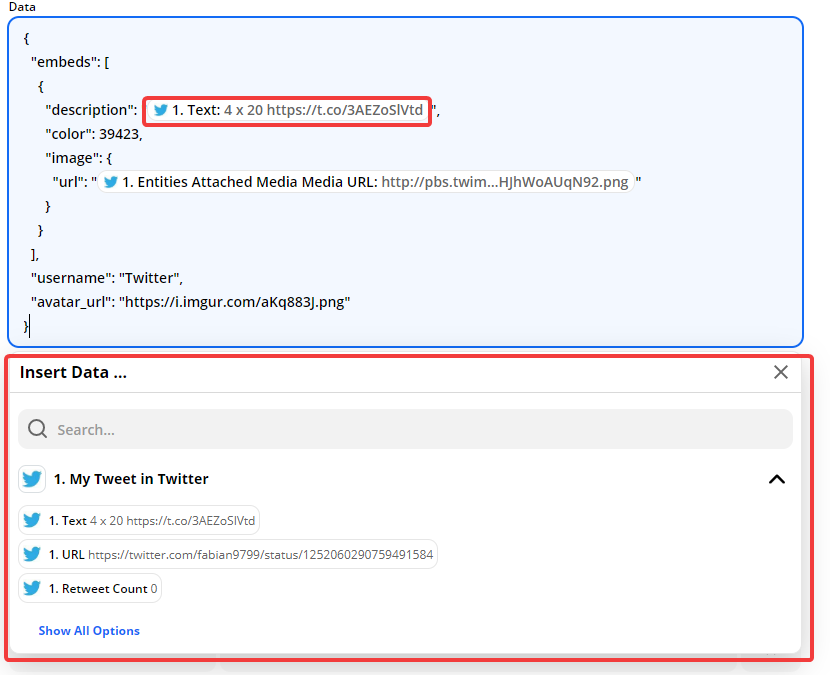 Data
{
"embeds": [
{
"description": "1. Text: 4 x 20 https://t.co/3AEZoSlVtd",
"color": 39423,
"image": {
"url": "1. Entities Attached Media Media URL: http://pbs.twim...HJhWoAUqN92.png"
}
}
],
"username": "Twitter",
"avatar_url": "https://i.imgur.com/aKq883J.png"
}
Insert Data ...
Search...
1. My Tweet in Twitter
1. Text 4 x 20 https://t.co/3AEZoSlVtd
1. URL https://twitter.com/fabian9799/status/1252060290759491584
1. Retweet Count 0
Show All Options